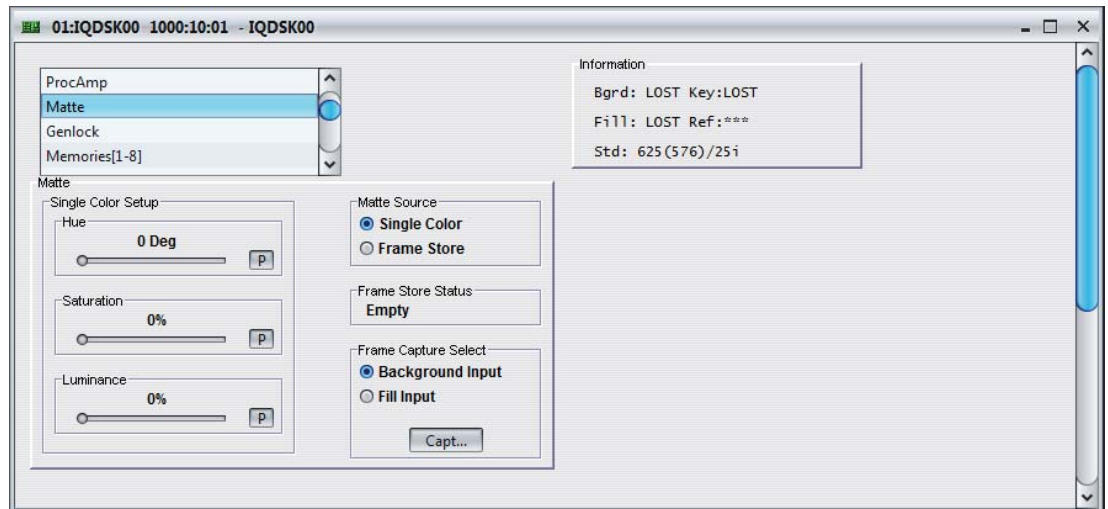 01:IQDSK00 1000:10:01 - IQDSK00
ProcAmp
Matte
Genlock
Memories[1-8]
Information
Bgrd: LOST Key:LOST
Fill: LOST Ref:***
Std: 625(576)/25i
Matte
Single Color Setup
Hue
0 Deg
P
Saturation
0%
P
Luminance
0%
P
Matte Source
Single Color
Frame Store
Frame Store Status
Empty
Frame Capture Select
Background Input
Fill Input
Capt...